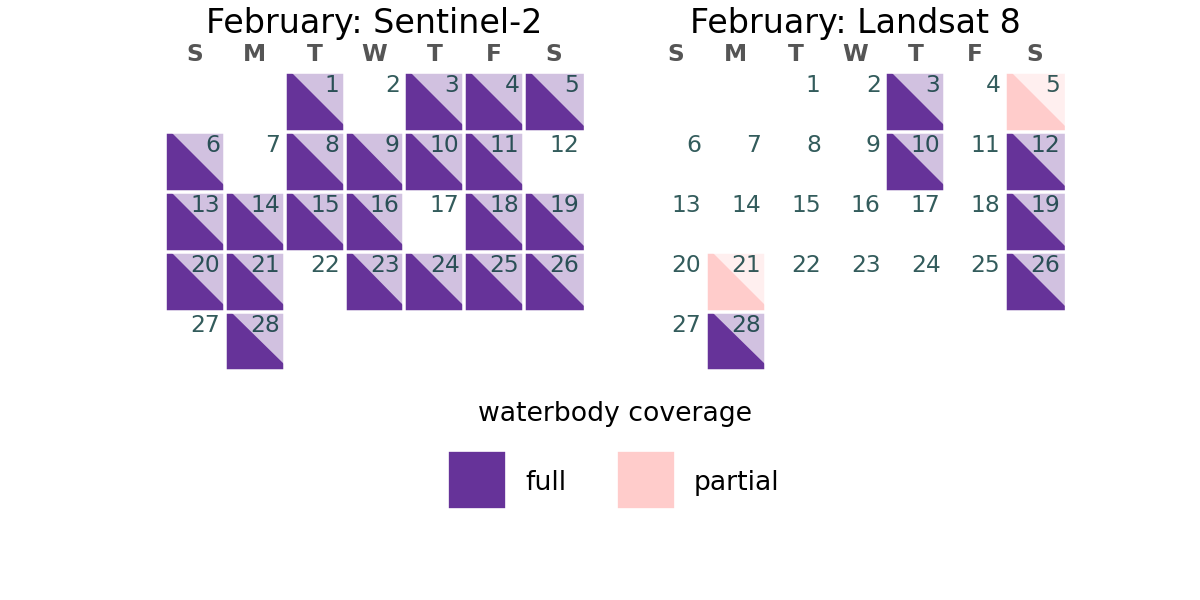 February: Sentinel-2
S M T W T F S
1 2 3 4 5
6 7 8 9 10 11 12
13 14 15 16 17 18 19
20 21 22 23 24 25 26
27 28
February: Landsat 8
S M T W T F S
1 2 3 4 5
6 7 8 9 10 11 12
13 14 15 16 17 18 19
20 21 22 23 24 25 26
27 28
waterbody coverage
full partial